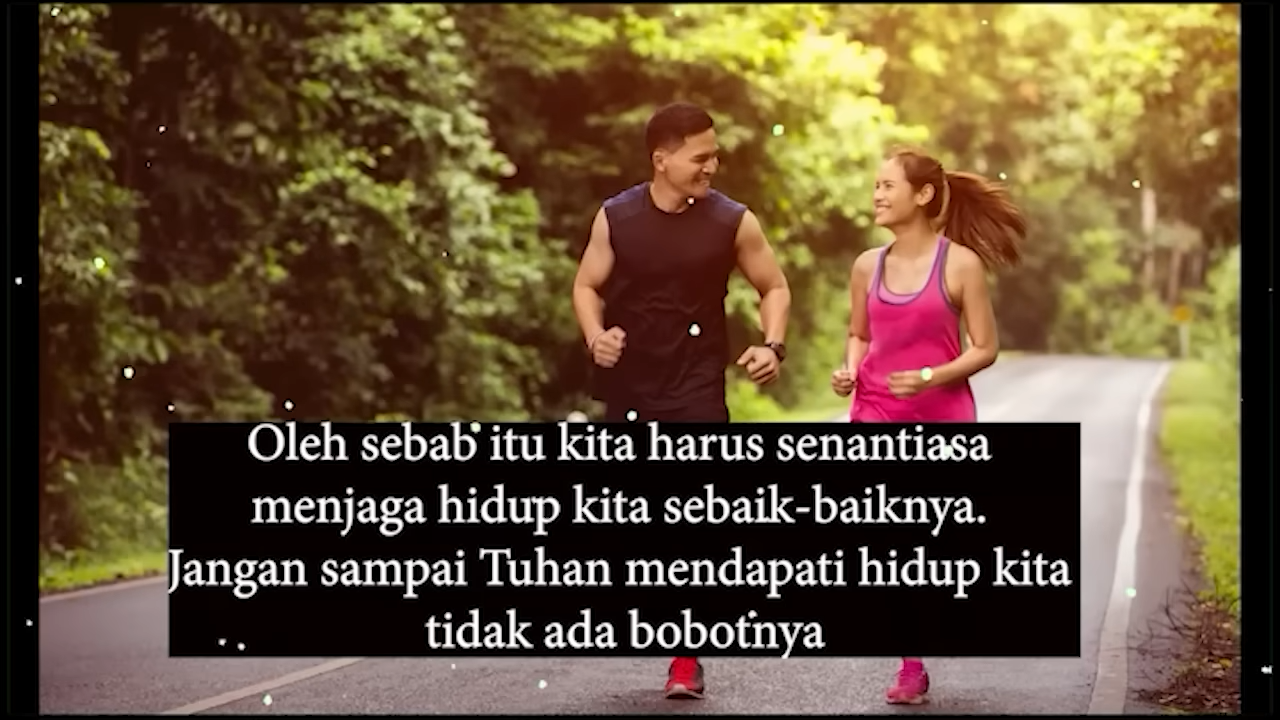 Oleh sebab itu kita harus senantiasa
menjaga hidup kita sebaik-baiknya.
Jangan sampai Tuhan mendapati hidup kita
tidak ada bobotnya